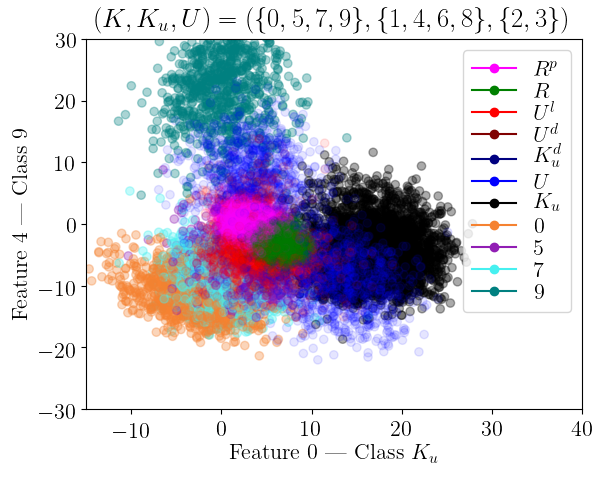 (K, K_u, U) = ({0, 5, 7, 9}, {1, 4, 6, 8}, {2, 3})
Feature 4 — Class 9
30
20
10
0
−10
−20
−30
R^p
R
U^l
U^d
K_u^d
U
K_u
0
5
7
9
−10 0 10 20 30 40
Feature 0 — Class K_u